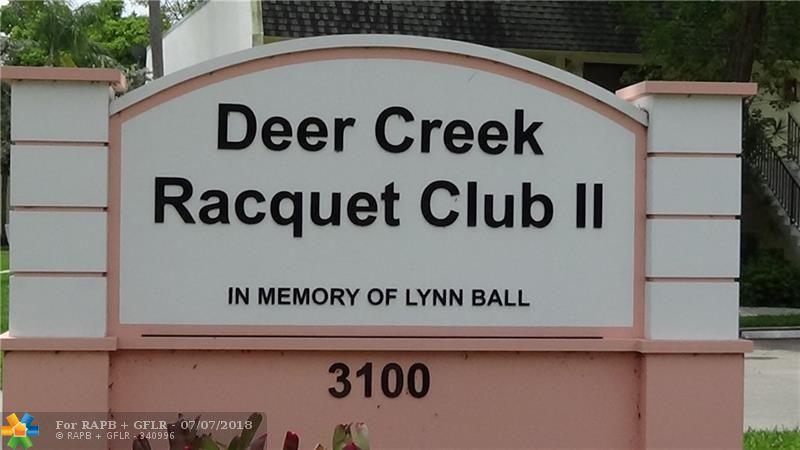 Deer Creek
Racquet Club II
IN MEMORY OF LYNN BALL
3100
For RAPB + GFLR 07/07/2018
© RAPB + GFLR - 340996